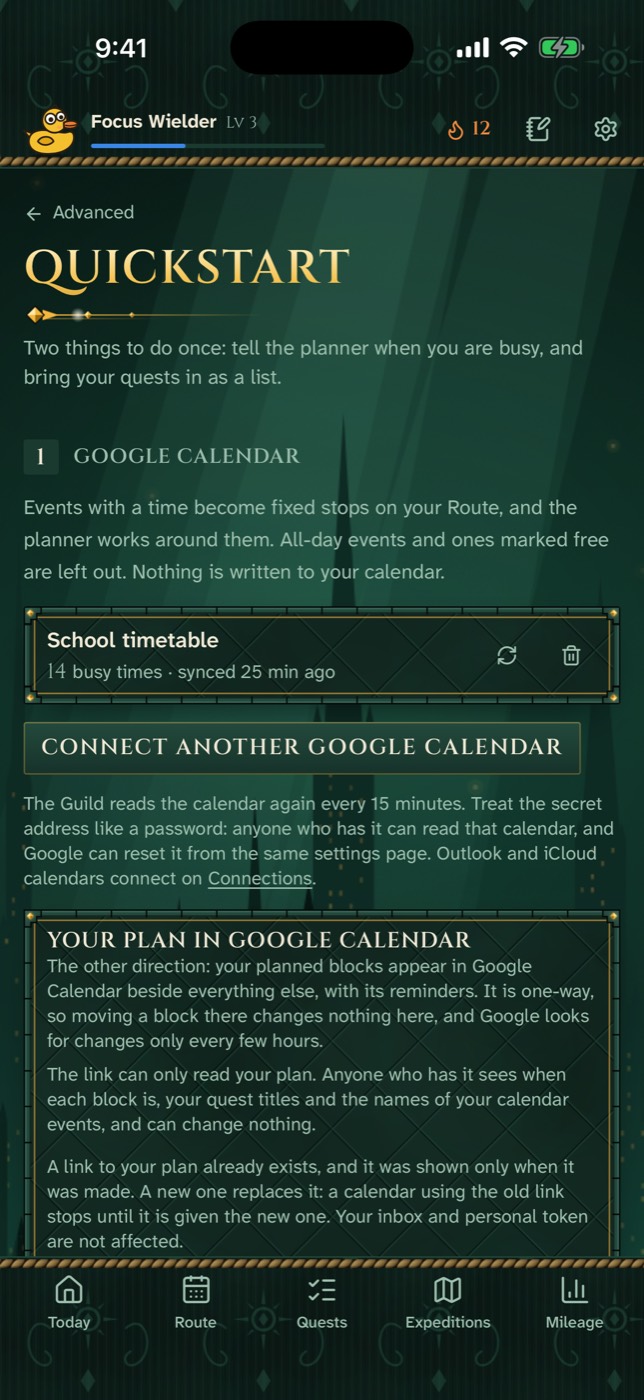 9:41
Focus Wielder Lv 3
12
Advanced
QUICKSTART
Two things to do once: tell the planner when you are busy, and
bring your quests in as a list.
1 GOOGLE CALENDAR
Events with a time become fixed stops on your Route, and the
planner works around them. All-day events and ones marked free
are left out. Nothing is written to your calendar.
School timetable
14 busy times · synced 25 min ago
CONNECT ANOTHER GOOGLE CALENDAR
The Guild reads the calendar again every 15 minutes. Treat the secret
address like a password: anyone who has it can read that calendar, and
Google can reset it from the same settings page. Outlook and iCloud
calendars connect on Connections.
YOUR PLAN IN GOOGLE CALENDAR
The other direction: your planned blocks appear in Google
Calendar beside everything else, with its reminders. It is one-way,
so moving a block there changes nothing here, and Google looks
for changes only every few hours.
The link can only read your plan. Anyone who has it sees when
each block is, your quest titles and the names of your calendar
events, and can change nothing.
A link to your plan already exists, and it was shown only when it
was made. A new one replaces it: a calendar using the old link
stops until it is given the new one. Your inbox and personal token
are not affected.
Today Route Quests Expeditions Mileage